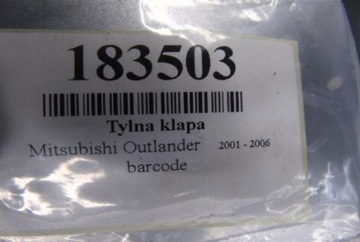 183503
Tylna klapa
Mitsubishi Outlander 2001 - 2006
barcode